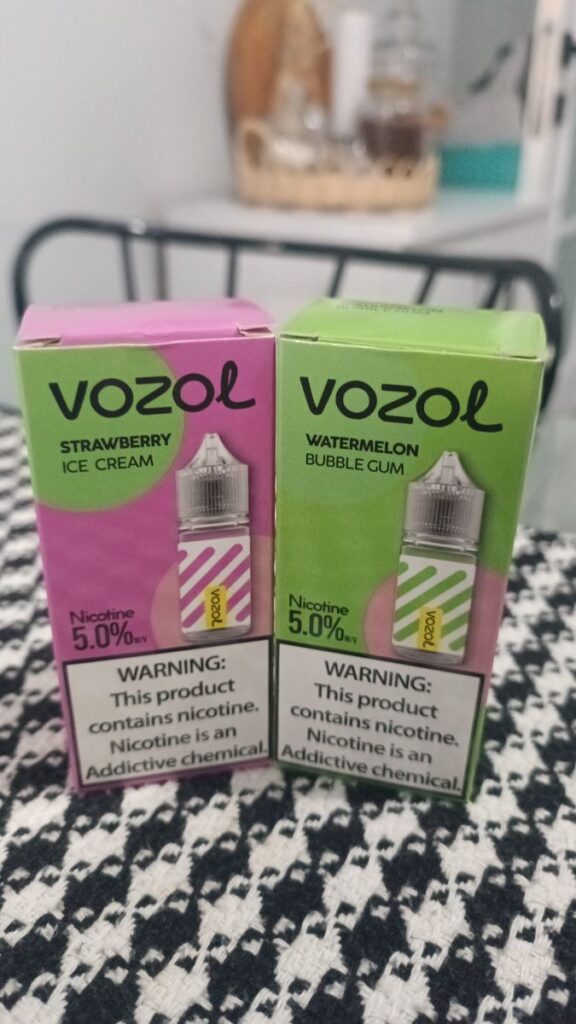 VOZOL
STRAWBERRY
ICE CREAM
VOZOL
Nicotine
5.0% W/V
WARNING:
This product
contains nicotine.
Nicotine is an
Addictive chemical.
VOZOL
WATERMELON
BUBBLE GUM
VOZOL
Nicotine
5.0% W/V
WARNING:
This product
contains nicotine.
Nicotine is an
Addictive chemical.